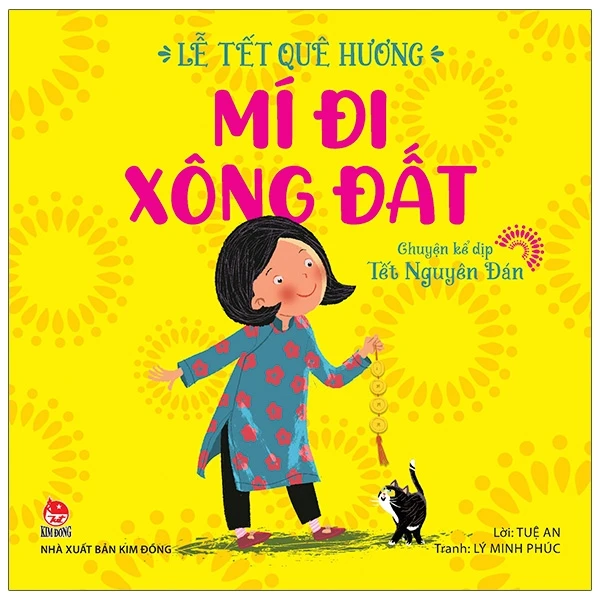 LỄ TẾT QUÊ HƯƠNG
MÍ ĐI
XÔNG ĐẤT
Chuyện kể dịp
Tết Nguyên Đán
KIM ĐỒNG
NHÀ XUẤT BẢN KIM ĐỒNG
Lời: TUỆ AN
Tranh: LÝ MINH PHÚC